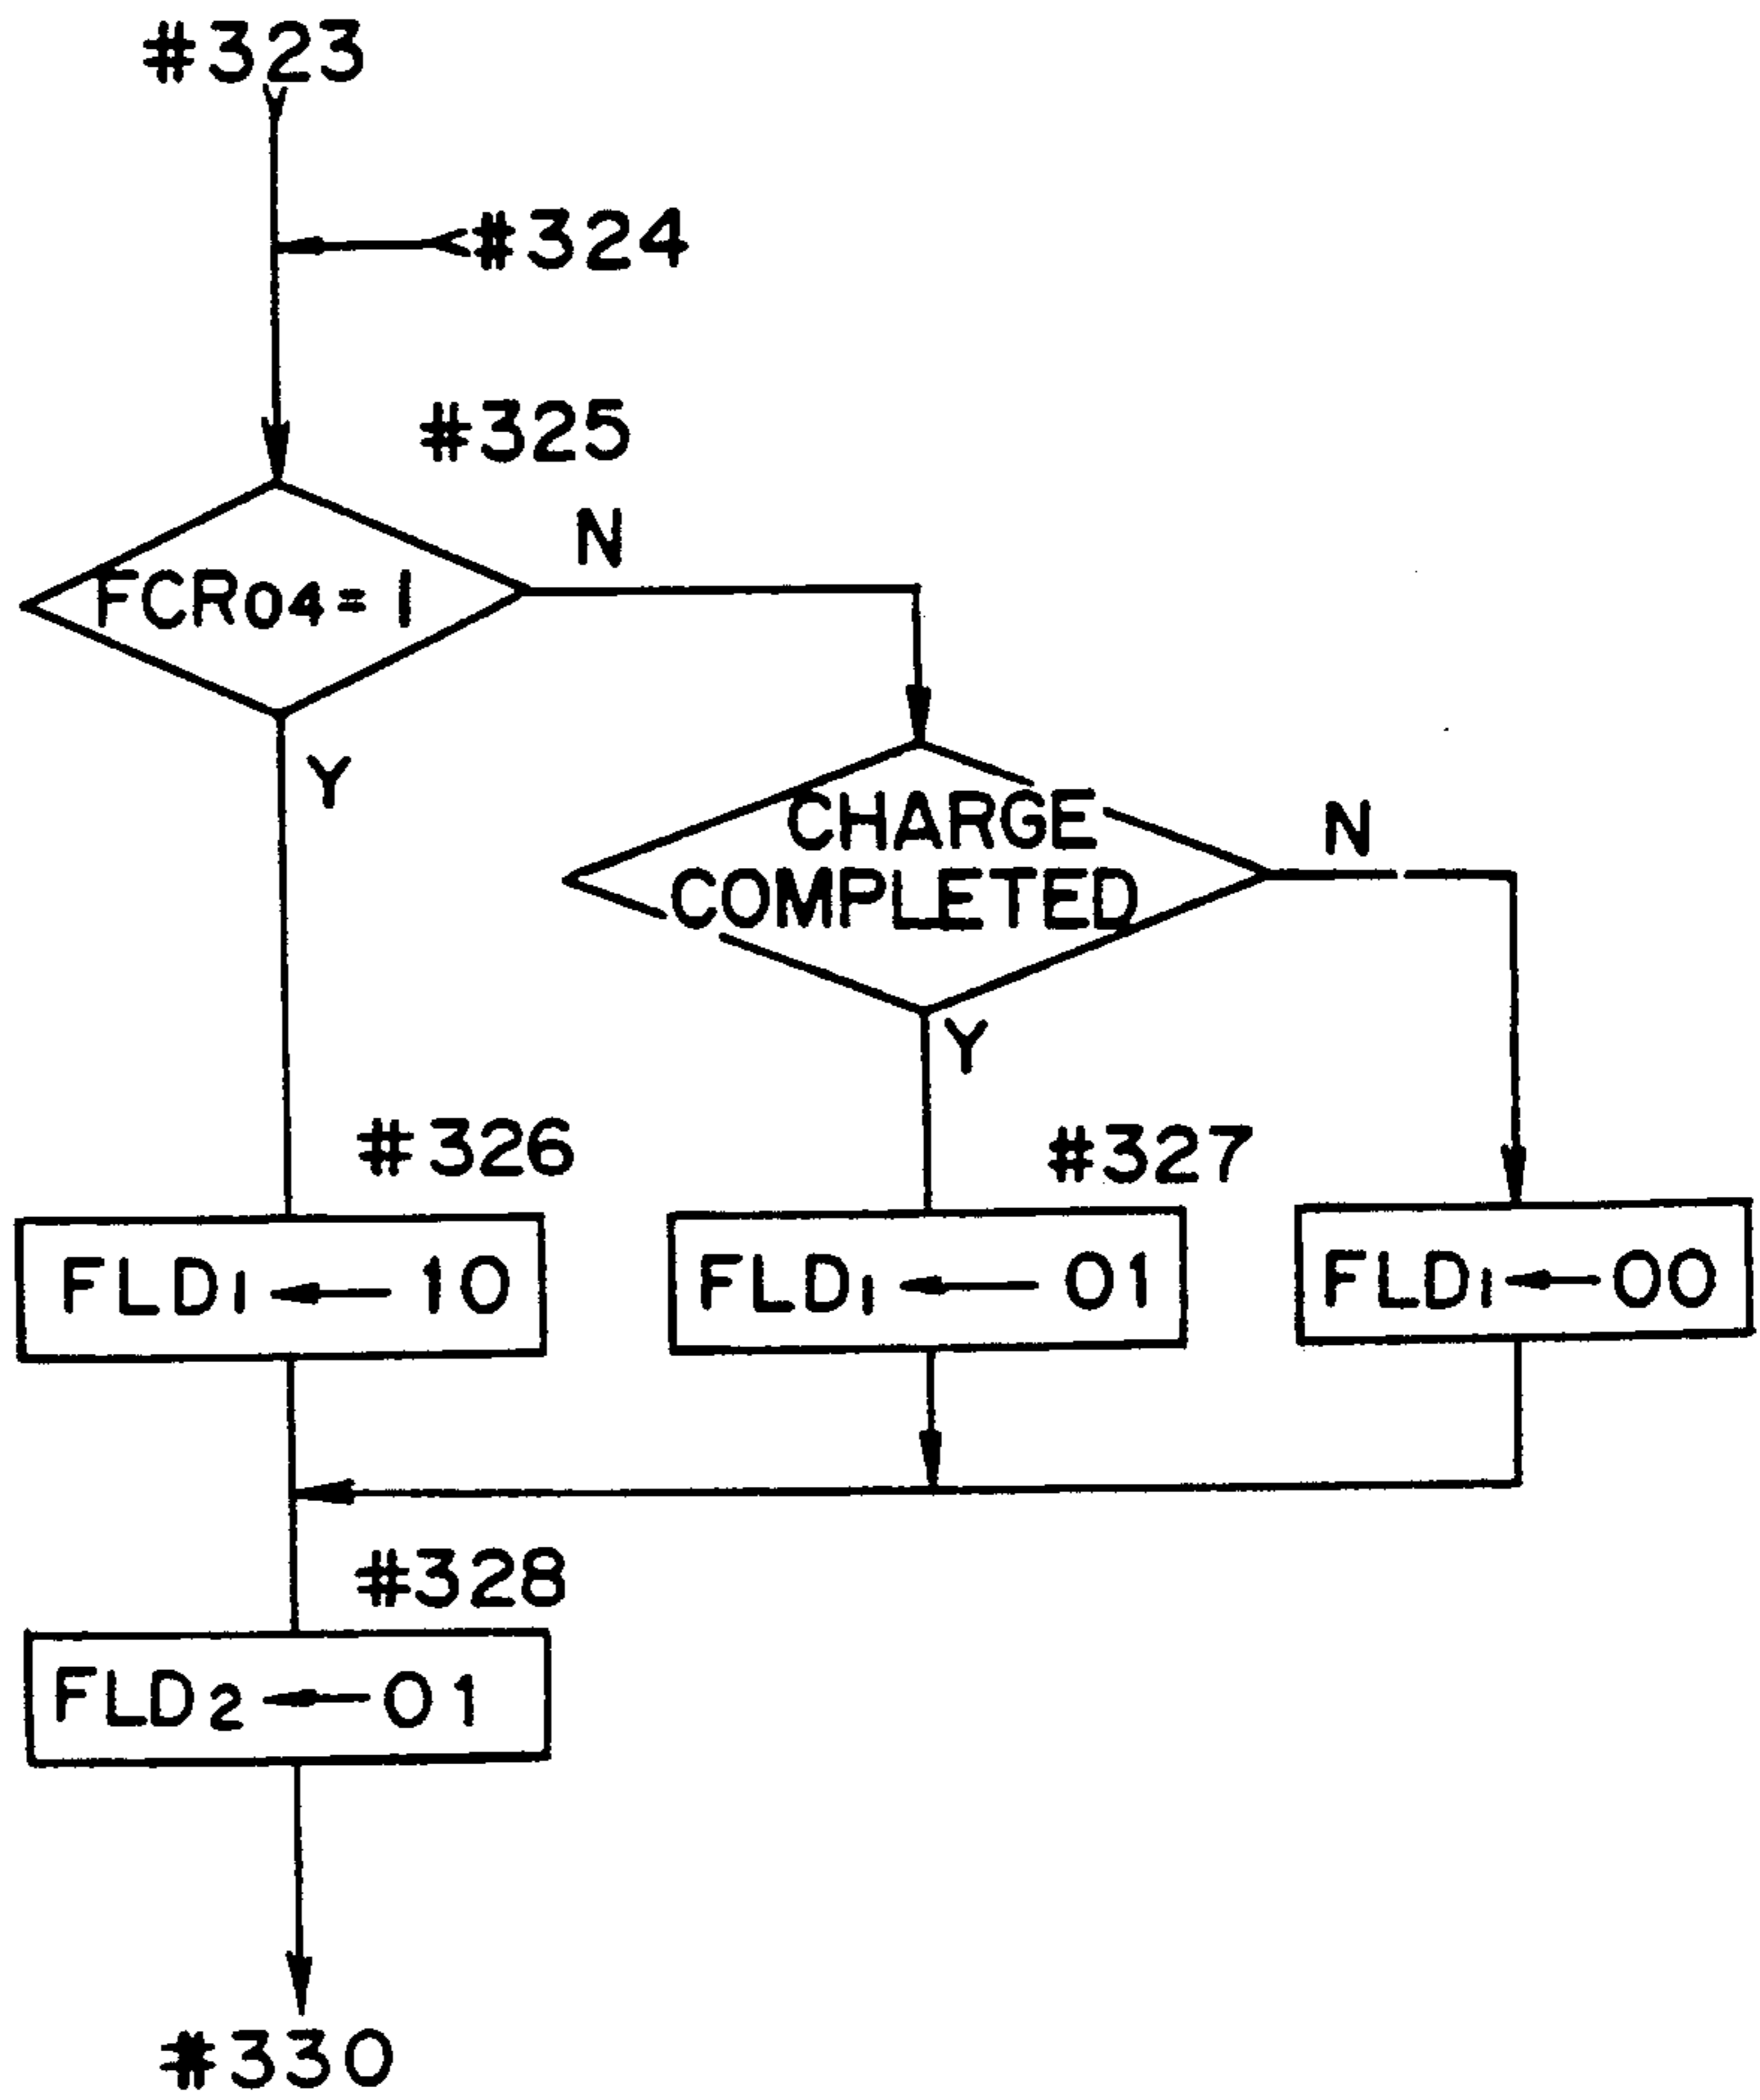 #323
#324
#325
FCR04=1
N
Y
CHARGE
COMPLETED
N
Y
#326
#327
FLD1 ← 10
FLD1 ← 01
FLD1 ← 00
#328
FLD2 ← 01
#330